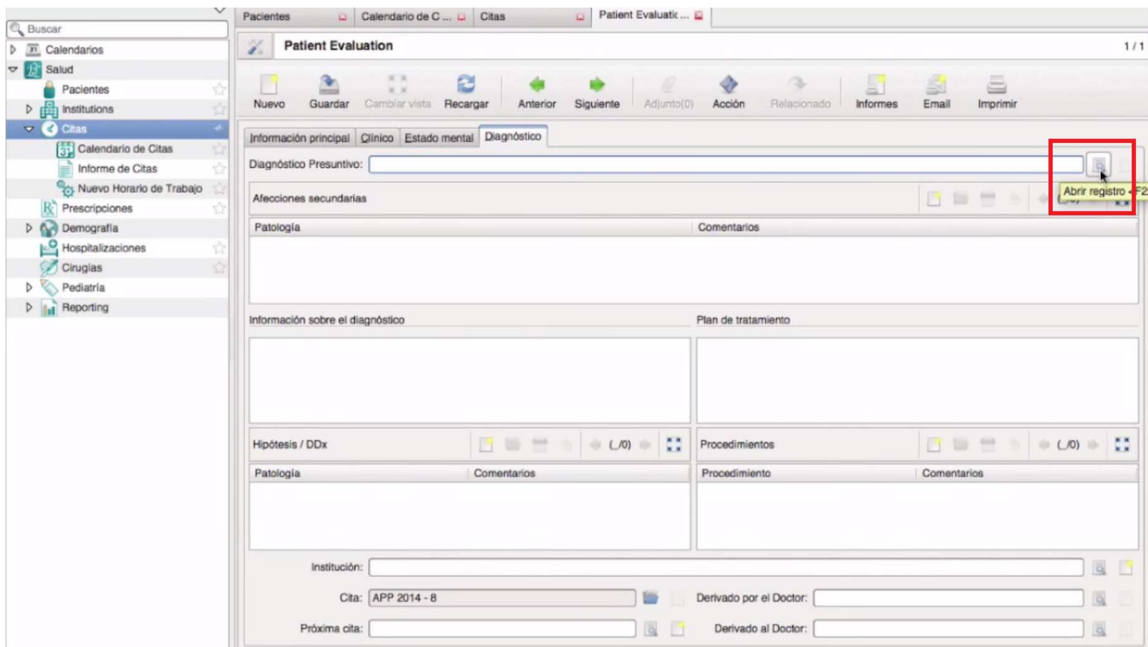 Pacientes
Calendario de C ...
Citas
Patient Evaluatic ...
Buscar
Calendarios
Salud
Pacientes
Institutions
Citas
Calendario de Citas
Informe de Citas
Nuevo Horario de Trabajo
Prescripciones
Demografía
Hospitalizaciones
Cirugías
Pediatría
Reporting
Patient Evaluation
1 / 1
Nuevo Guardar Cambiar vista Recargar Anterior Siguiente Adjunto(0) Acción Relacionado Informes Email Imprimir
Información principal Clínico Estado mental Diagnóstico
Diagnóstico Presuntivo:
Abrir registro
Afecciones secundarias
Patología Comentarios
Información sobre el diagnóstico Plan de tratamiento
Hipótesis / DDx (_/0) Procedimientos (_/0)
Patología Comentarios Procedimiento Comentarios
Institución:
Cita: APP 2014 - 8 Derivado por el Doctor:
Próxima cita: Derivado al Doctor: